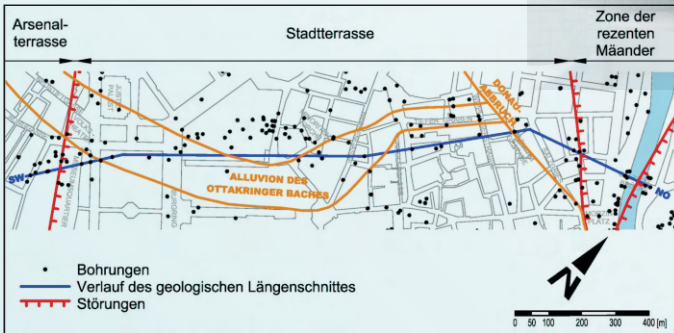 Arsenal-
terrasse
Stadtterrasse
Zone der
rezenten
Mäander
DONAU-
ABBRUCH
ALLUVION DES
OTTAKRINGER BACHES
SW
NO
PLATZ
N
Bohrungen
Verlauf des geologischen Längenschnittes
Störungen
0 50 100 200 300 400 [m]